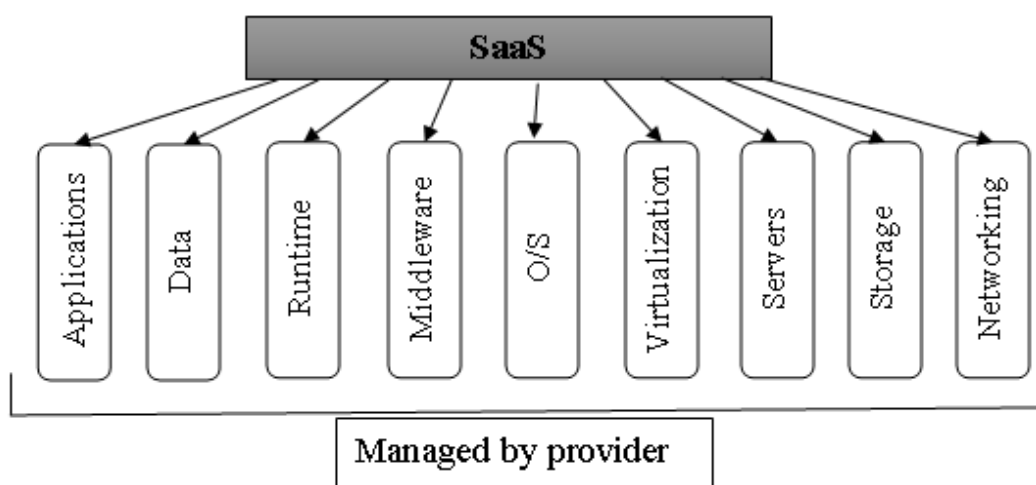 SaaS
Applications
Data
Runtime
Middleware
O/S
Virtualization
Servers
Storage
Networking
Managed by provider